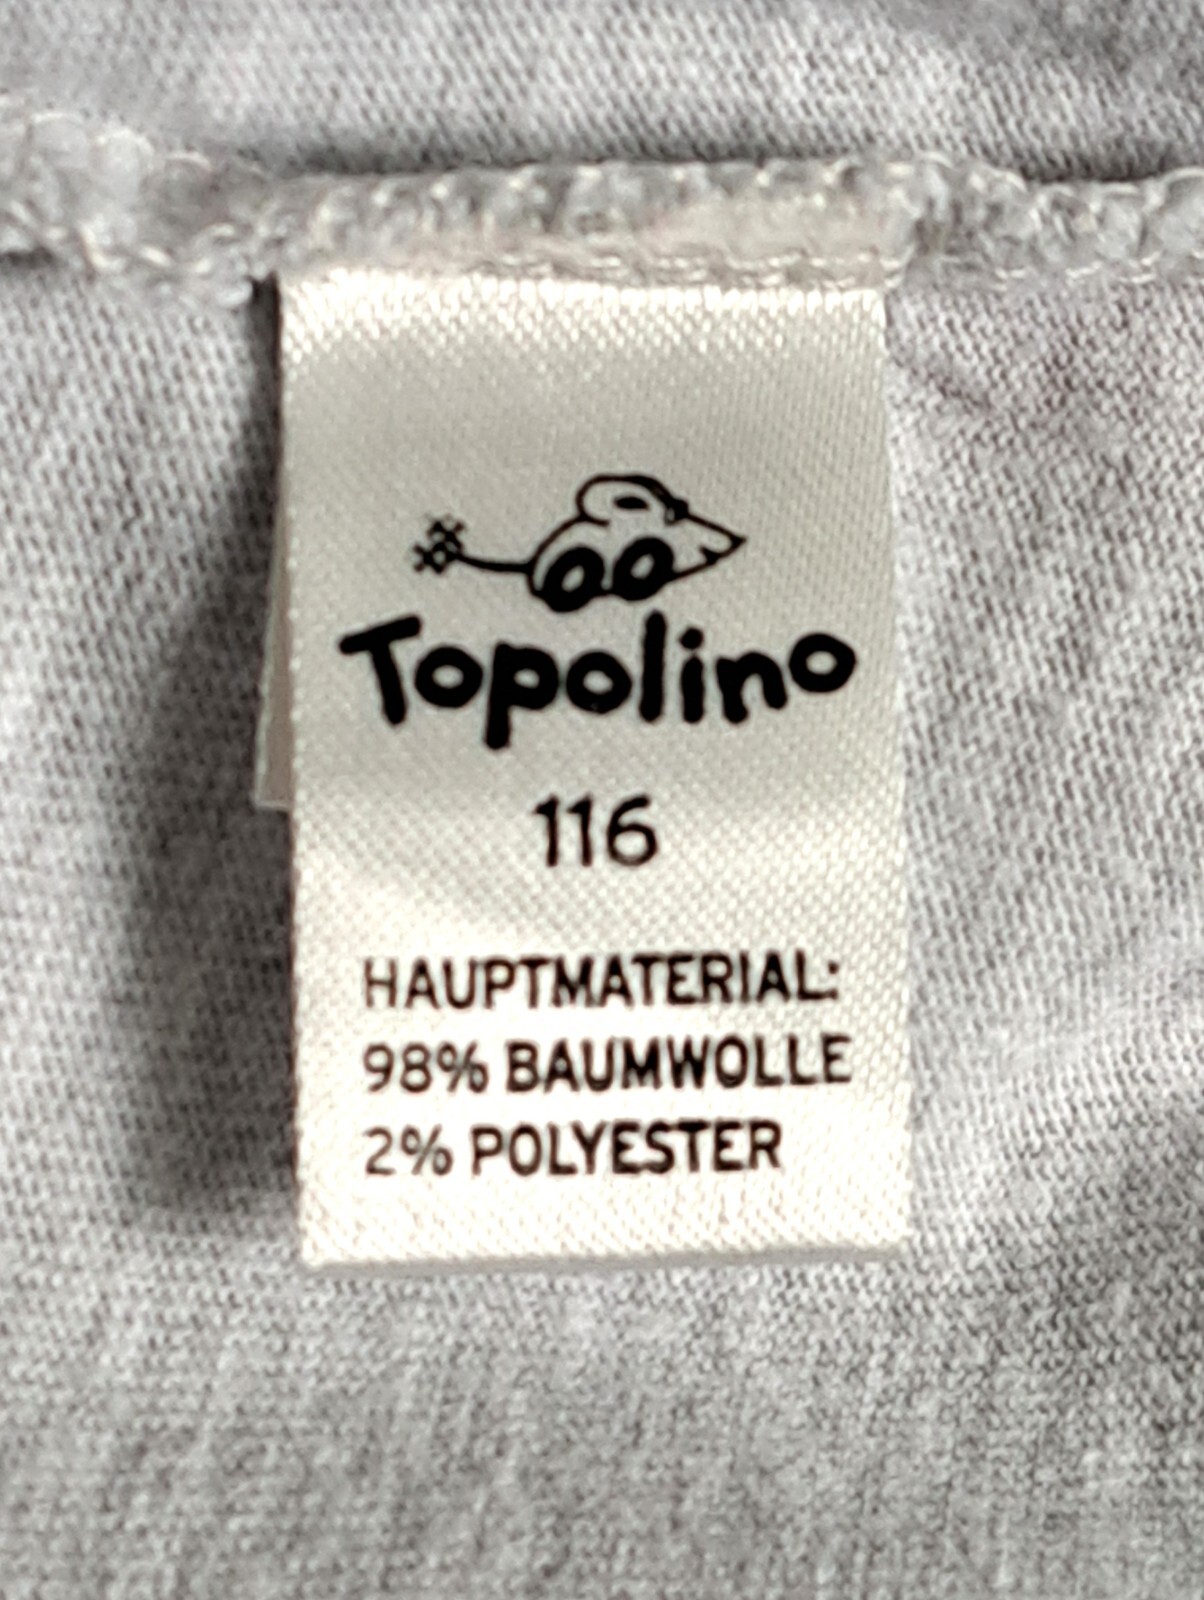 Topolino
116
HAUPTMATERIAL:
98% BAUMWOLLE
2% POLYESTER